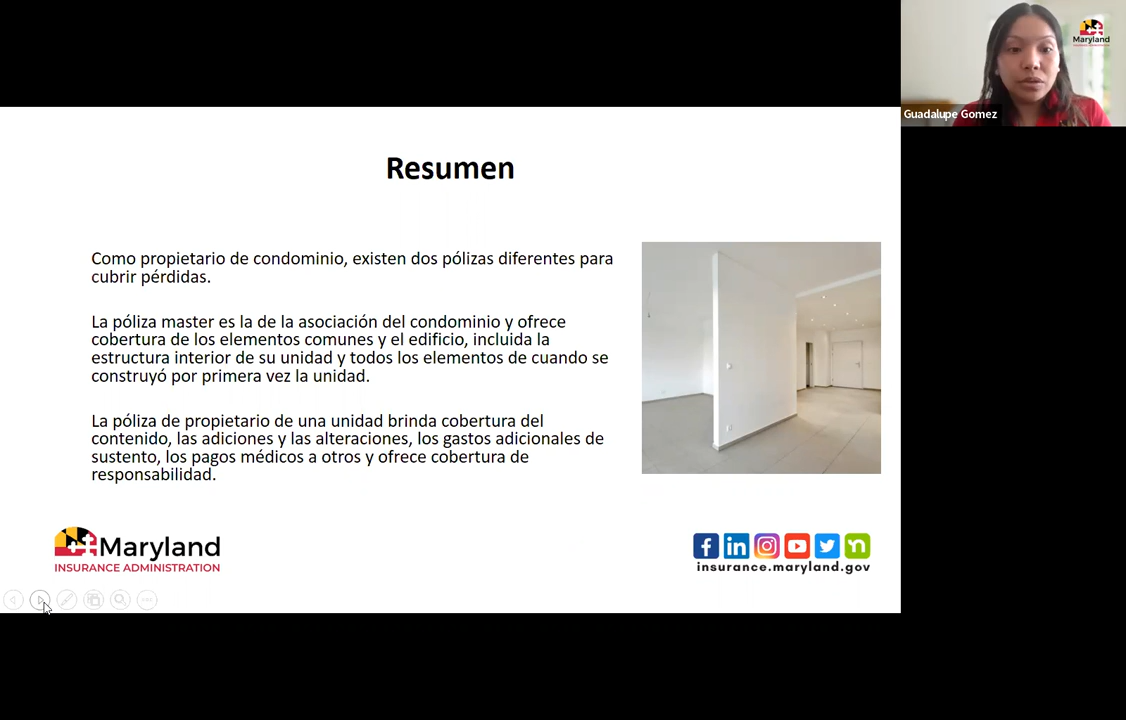 Maryland
Guadalupe Gomez
Resumen
Como propietario de condominio, existen dos pólizas diferentes para
cubrir pérdidas.
La póliza master es la de la asociación del condominio y ofrece
cobertura de los elementos comunes y el edificio, incluida la
estructura interior de su unidad y todos los elementos de cuando se
construyó por primera vez la unidad.
La póliza de propietario de una unidad brinda cobertura del
contenido, las adiciones y las alteraciones, los gastos adicionales de
sustento, los pagos médicos a otros y ofrece cobertura de
responsabilidad.
Maryland
INSURANCE ADMINISTRATION
insurance.maryland.gov